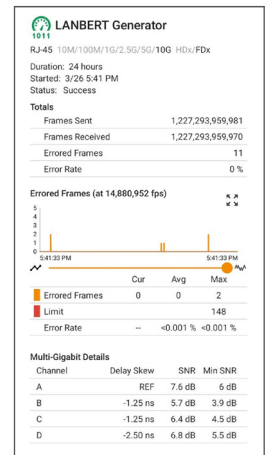 LANBERT Generator
1011
RJ-45 10M/100M/1G/2.5G/5G/10G HDx/FDx
Duration: 24 hours
Started: 3/26 5:41 PM
Status: Success
Totals
Frames Sent 1,227,293,959,981
Frames Received 1,227,293,959,970
Errored Frames 11
Error Rate 0 %
Errored Frames (at 14,880,952 fps)
5
4
3
2
1
0
5:41:33 PM 5:41:33 PM
Cur Avg Max
Errored Frames 0 0 2
Limit 148
Error Rate -- <0.001 % <0.001 %
Multi-Gigabit Details
Channel Delay Skew SNR Min SNR
A REF 7.6 dB 6 dB
B -1.25 ns 5.7 dB 3.9 dB
C -1.25 ns 6.4 dB 4.5 dB
D -2.50 ns 6.8 dB 5.5 dB